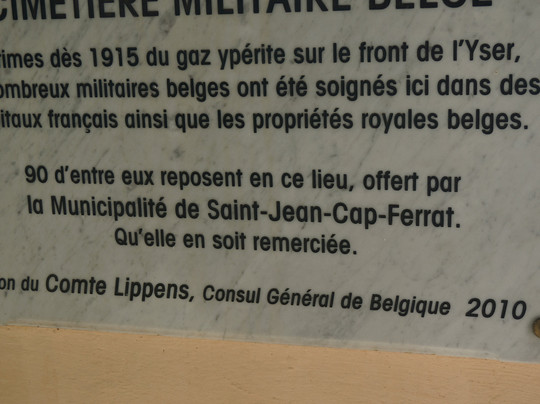 CIMETIÈRE MILITAIRE BELGE
times dès 1915 du gaz ypérite sur le front de l'Yser,
ombreux militaires belges ont été soignés ici dans des
itaux français ainsi que les propriétés royales belges.
90 d'entre eux reposent en ce lieu, offert par
la Municipalité de Saint-Jean-Cap-Ferrat.
Qu'elle en soit remerciée.
on du Comte Lippens, Consul Général de Belgique 2010